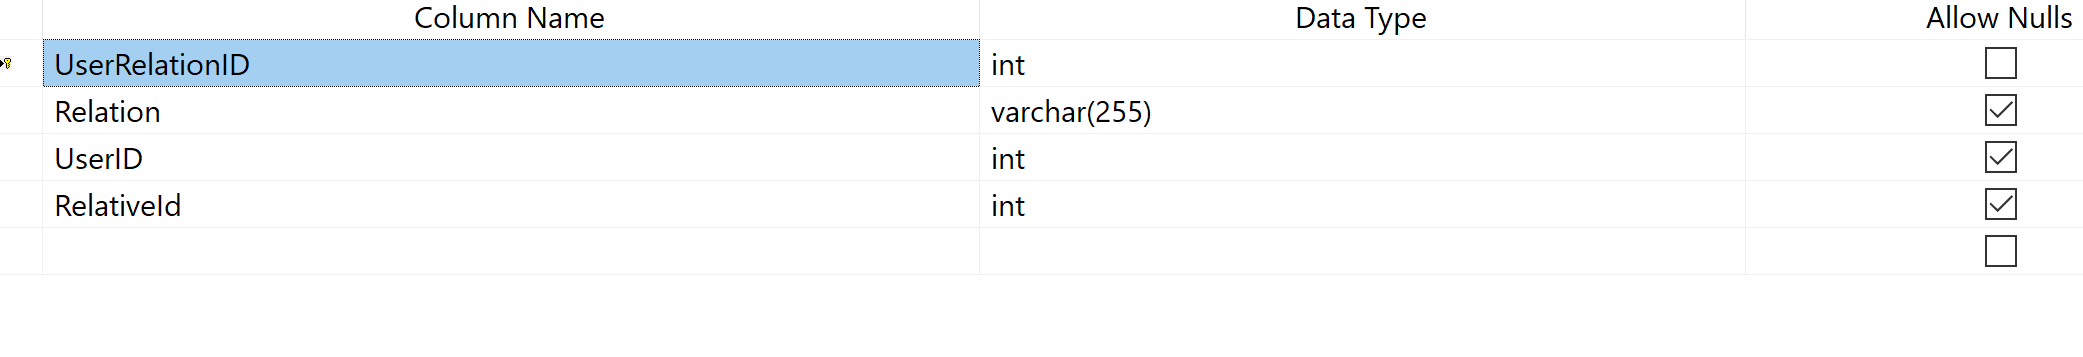 Column Name Data Type Allow Nulls
UserRelationID int
Relation varchar(255)
UserID int
RelativeId int